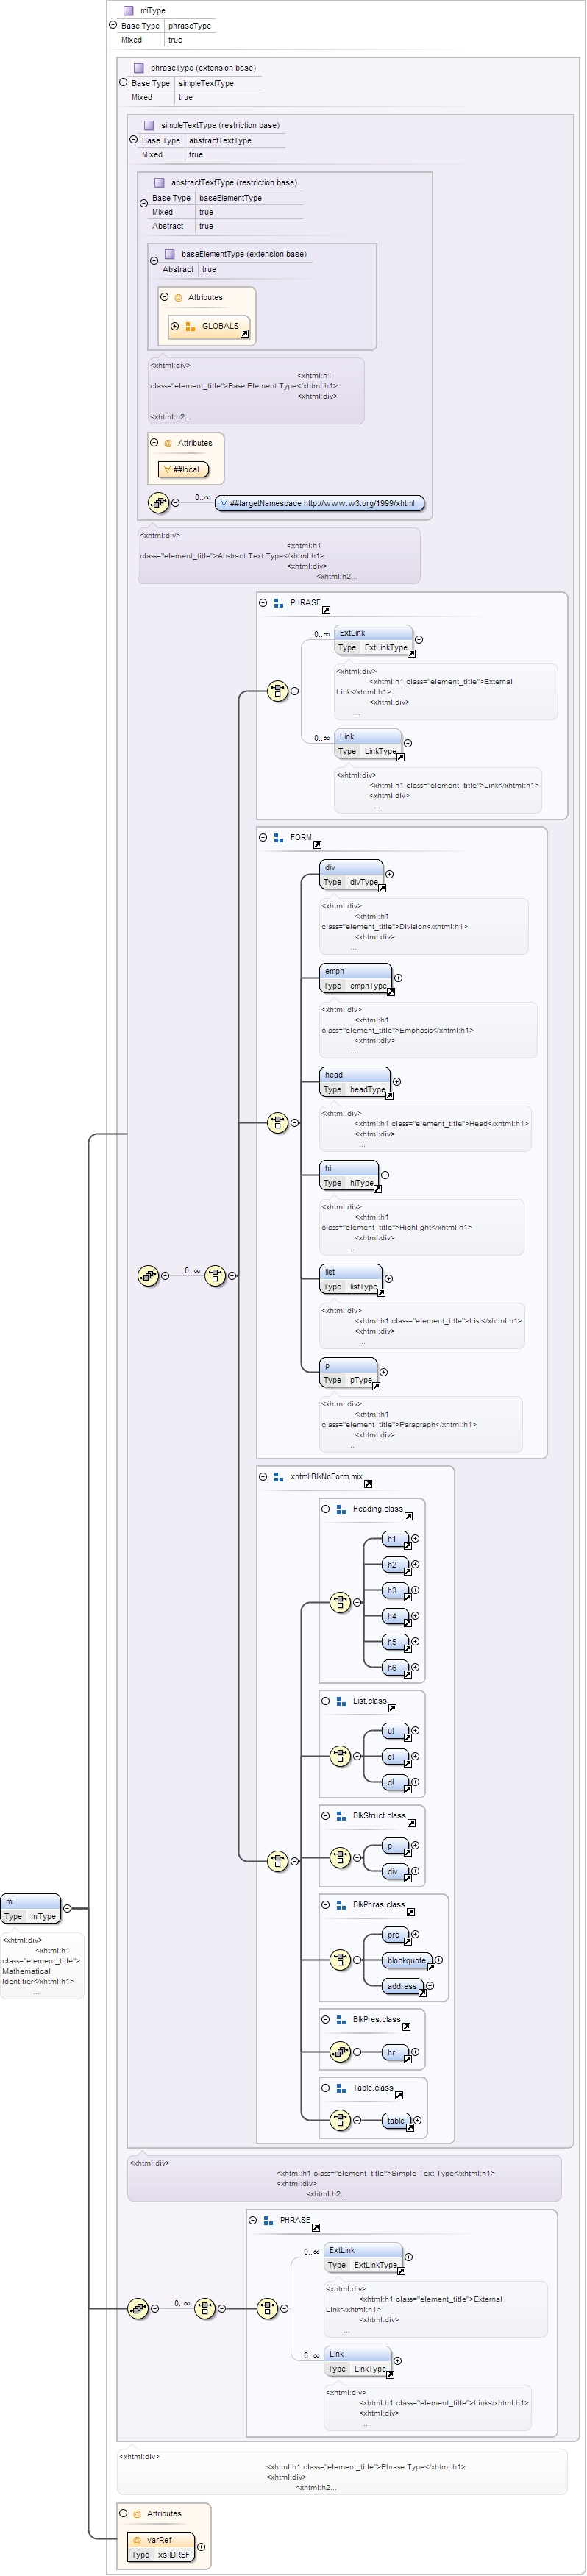 miType
Base Type phraseType
Mixed true
phraseType (extension base)
Base Type simpleTextType
Mixed true
simpleTextType (restriction base)
Base Type abstractTextType
Mixed true
abstractTextType (restriction base)
Base Type baseElementType
Mixed true
Abstract true
baseElementType (extension base)
Abstract true
Attributes
GLOBALS
<xhtml:div>
<xhtml:h1
class="element_title">Base Element Type</xhtml:h1>
<xhtml:div>
<xhtml:h2...
Attributes
##local
0..∞ ##targetNamespace http://www.w3.org/1999/xhtml
<xhtml:div>
<xhtml:h1
class="element_title">Abstract Text Type</xhtml:h1>
<xhtml:div>
<xhtml:h2...
PHRASE
0..∞ ExtLink
Type ExtLinkType
<xhtml:div>
<xhtml:h1 class="element_title">External
Link</xhtml:h1>
<xhtml:div>
...
0..∞ Link
Type LinkType
<xhtml:div>
<xhtml:h1 class="element_title">Link</xhtml:h1>
<xhtml:div>
...
FORM
div
Type divType
<xhtml:div>
<xhtml:h1
class="element_title">Division</xhtml:h1>
<xhtml:div>
...
emph
Type emphType
<xhtml:div>
<xhtml:h1
class="element_title">Emphasis</xhtml:h1>
<xhtml:div>
...
head
Type headType
<xhtml:div>
<xhtml:h1 class="element_title">Head</xhtml:h1>
<xhtml:div>
...
hi
Type hiType
<xhtml:div>
<xhtml:h1
class="element_title">Highlight</xhtml:h1>
<xhtml:div>
...
0..∞
list
Type listType
<xhtml:div>
<xhtml:h1 class="element_title">List</xhtml:h1>
<xhtml:div>
...
p
Type pType
<xhtml:div>
<xhtml:h1
class="element_title">Paragraph</xhtml:h1>
<xhtml:div>
...
xhtml:BlkNoForm.mix
Heading.class
h1
h2
h3
h4
h5
h6
List.class
ul
ol
dl
BlkStruct.class
p
div
BlkPhras.class
pre
blockquote
address
BlkPres.class
hr
Table.class
table
mi
Type miType
<xhtml:div>
<xhtml:h1
class="element_title">
Mathematical
Identifier</xhtml:h1>
...
<xhtml:div>
<xhtml:h1 class="element_title">Simple Text Type</xhtml:h1>
<xhtml:div>
<xhtml:h2...
PHRASE
0..∞ ExtLink
Type ExtLinkType
<xhtml:div>
<xhtml:h1 class="element_title">External
Link</xhtml:h1>
<xhtml:div>
...
0..∞
0..∞ Link
Type LinkType
<xhtml:div>
<xhtml:h1 class="element_title">Link</xhtml:h1>
<xhtml:div>
...
<xhtml:div>
<xhtml:h1 class="element_title">Phrase Type</xhtml:h1>
<xhtml:div>
<xhtml:h2...
Attributes
varRef
Type xs:IDREF